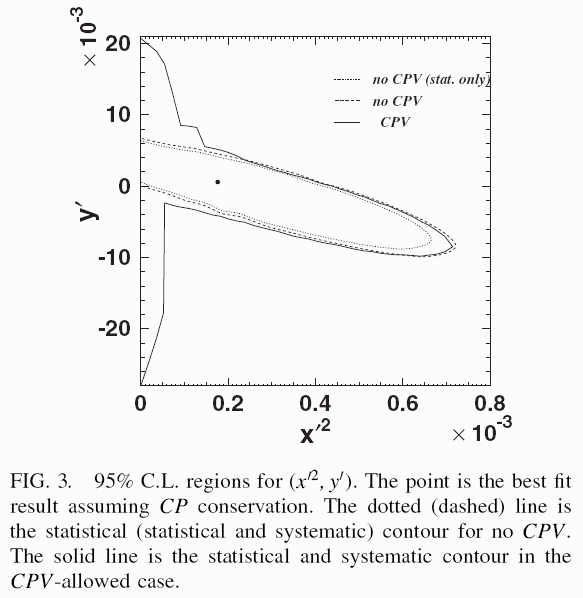 × 10⁻³
20
no CPV (stat. only)
no CPV
10
CPV
0
y′
-10
-20
0 0.2 0.4 0.6 0.8
x′² × 10⁻³
FIG. 3. 95% C.L. regions for (x′², y′). The point is the best fit
result assuming CP conservation. The dotted (dashed) line is
the statistical (statistical and systematic) contour for no CPV.
The solid line is the statistical and systematic contour in the
CPV-allowed case.